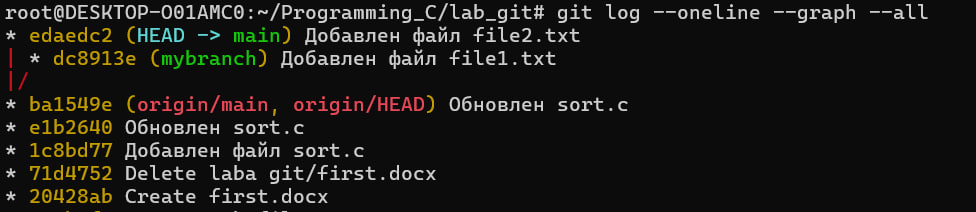 root@DESKTOP-O01AMC0:~/Programming_C/lab_git# git log --oneline --graph --all
* edaedc2 (HEAD -> main) Добавлен файл file2.txt
| * dc8913e (mybranch) Добавлен файл file1.txt
|/
* ba1549e (origin/main, origin/HEAD) Обновлен sort.c
* e1b2640 Обновлен sort.c
* 1c8bd77 Добавлен файл sort.c
* 71d4752 Delete laba git/first.docx
* 20428ab Create first.docx